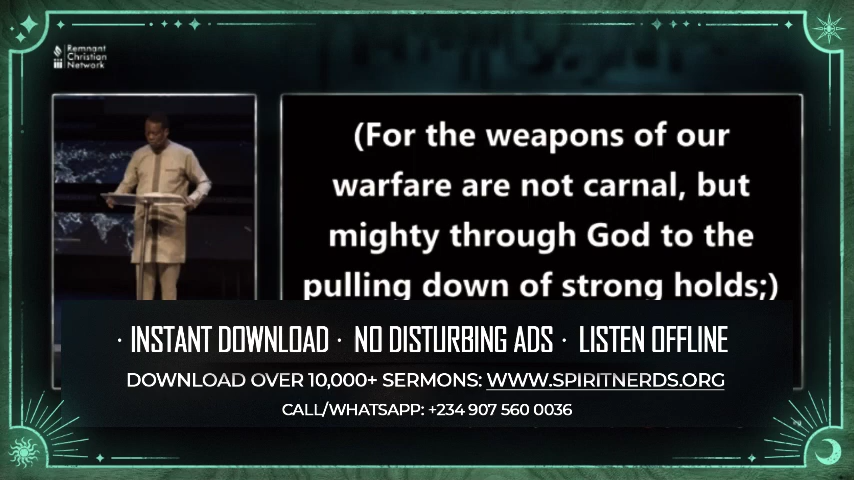 Remnant
Christian
Network
(For the weapons of our
warfare are not carnal, but
mighty through God to the
pulling down of strong holds;)
· INSTANT DOWNLOAD · NO DISTURBING ADS · LISTEN OFFLINE
DOWNLOAD OVER 10,000+ SERMONS: WWW.SPIRITNERDS.ORG
CALL/WHATSAPP: +234 907 560 0036